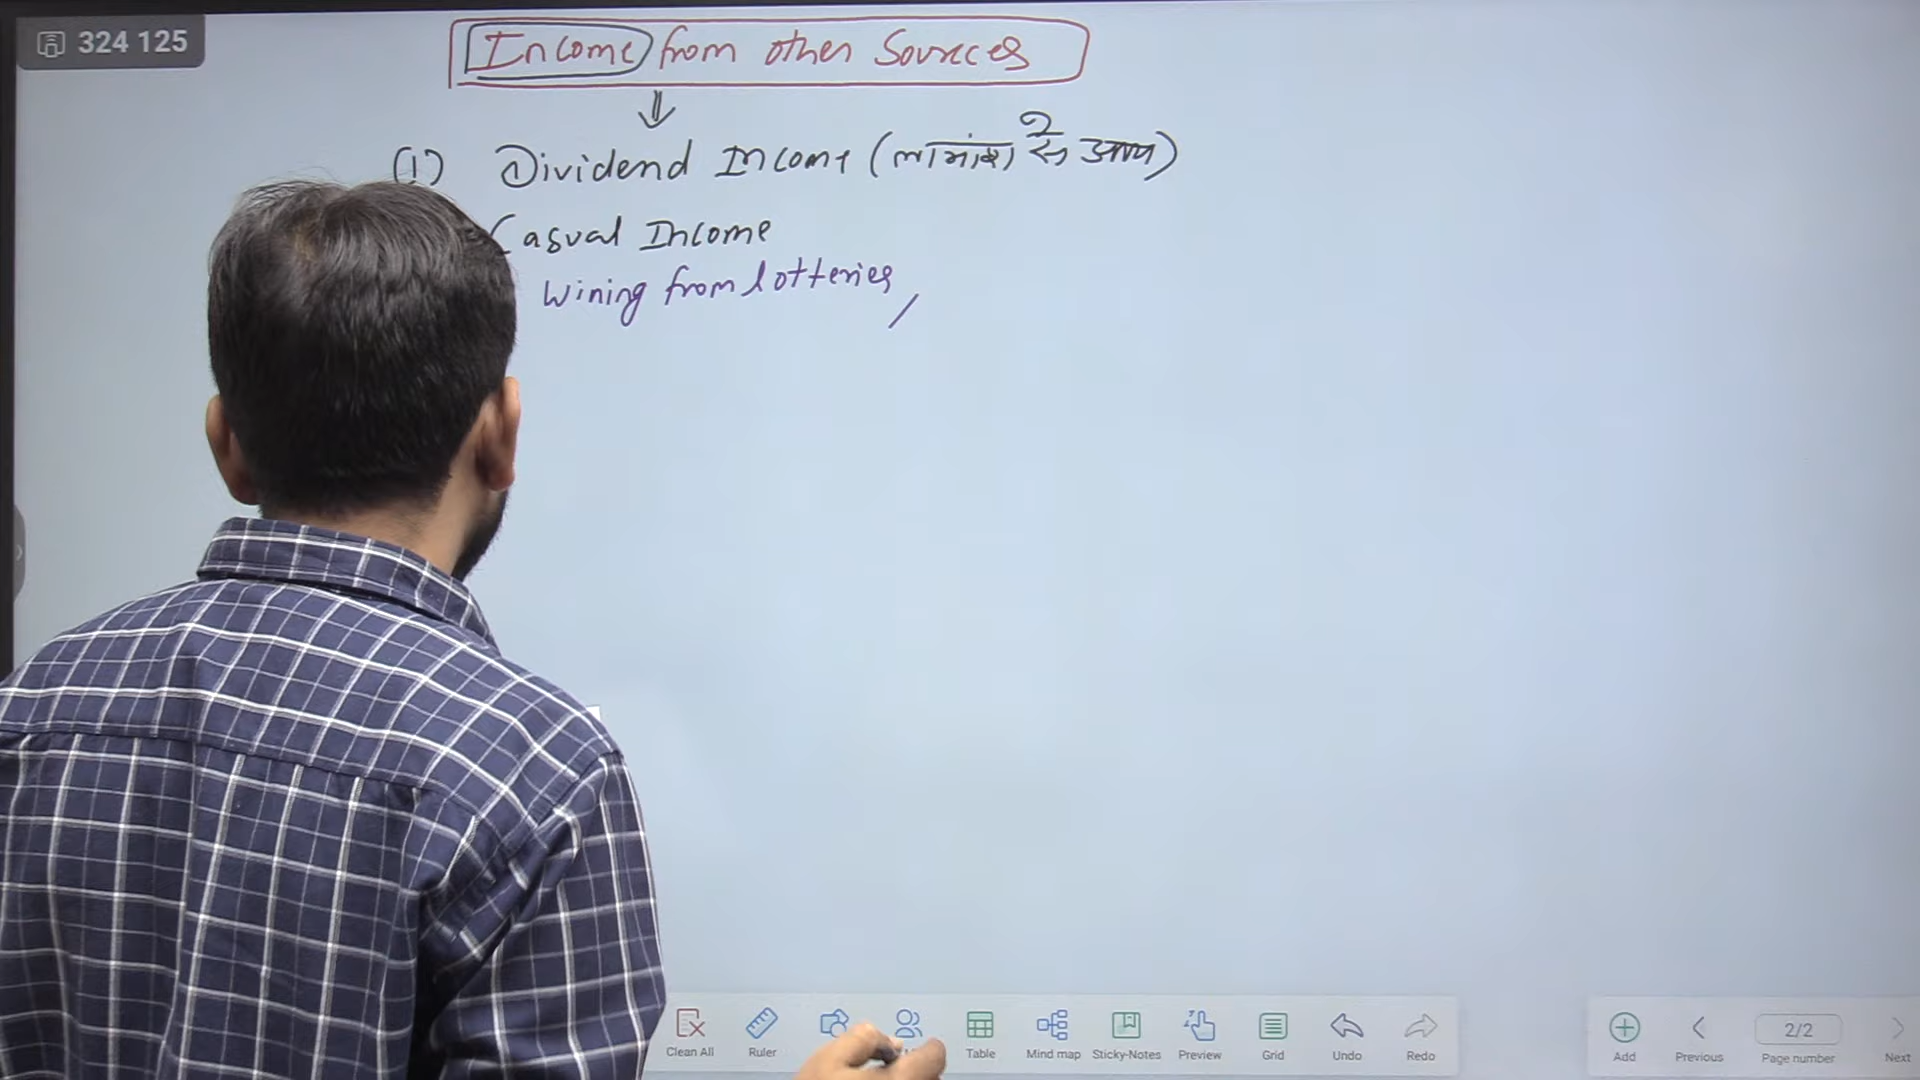 324 125
Income from other Sources
(1) Dividend Income (लाभांश से आय)
Casual Income
Wining from lotteries,
Clean All Ruler Table Mind map Sticky-Notes Preview Grid Undo Redo
Add Previous 2/2 Page number Next